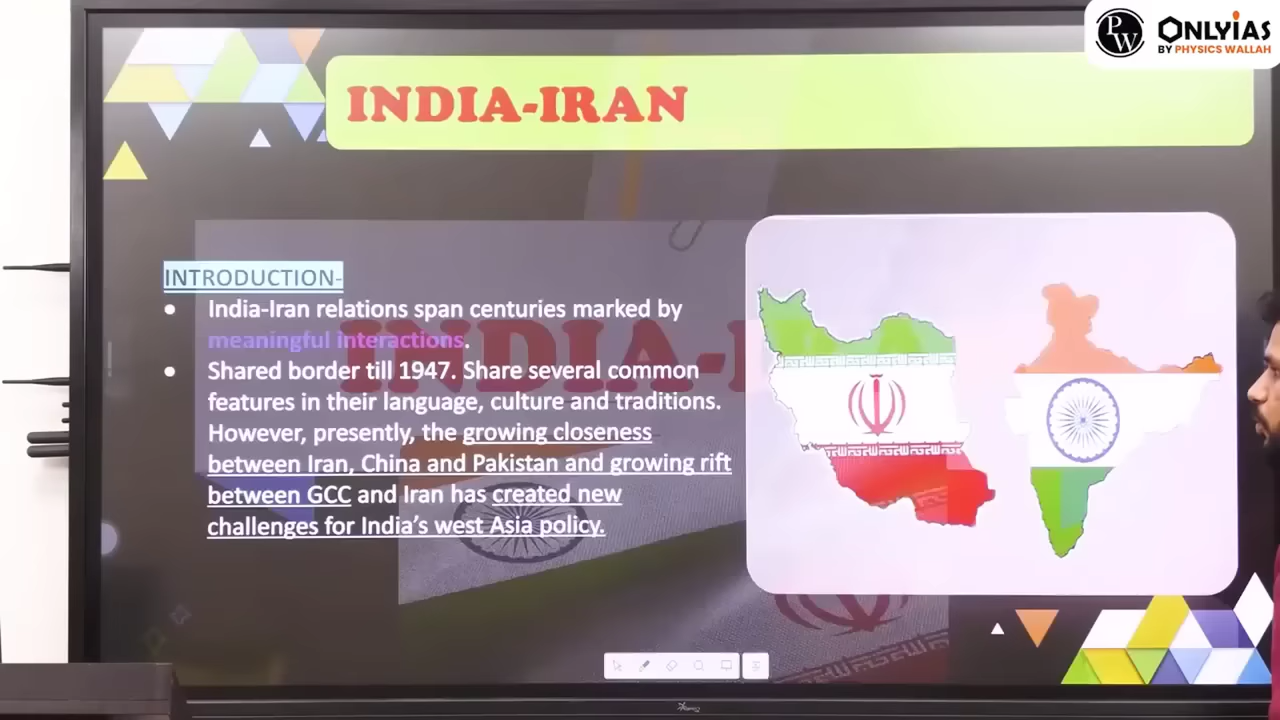 PW
ONLYIAS
BY PHYSICS WALLAH
INDIA-IRAN
INTRODUCTION-
• India-Iran relations span centuries marked by
meaningful interactions.
• Shared border till 1947. Share several common
features in their language, culture and traditions.
However, presently, the growing closeness
between Iran, China and Pakistan and growing rift
between GCC and Iran has created new
challenges for India's west Asia policy.